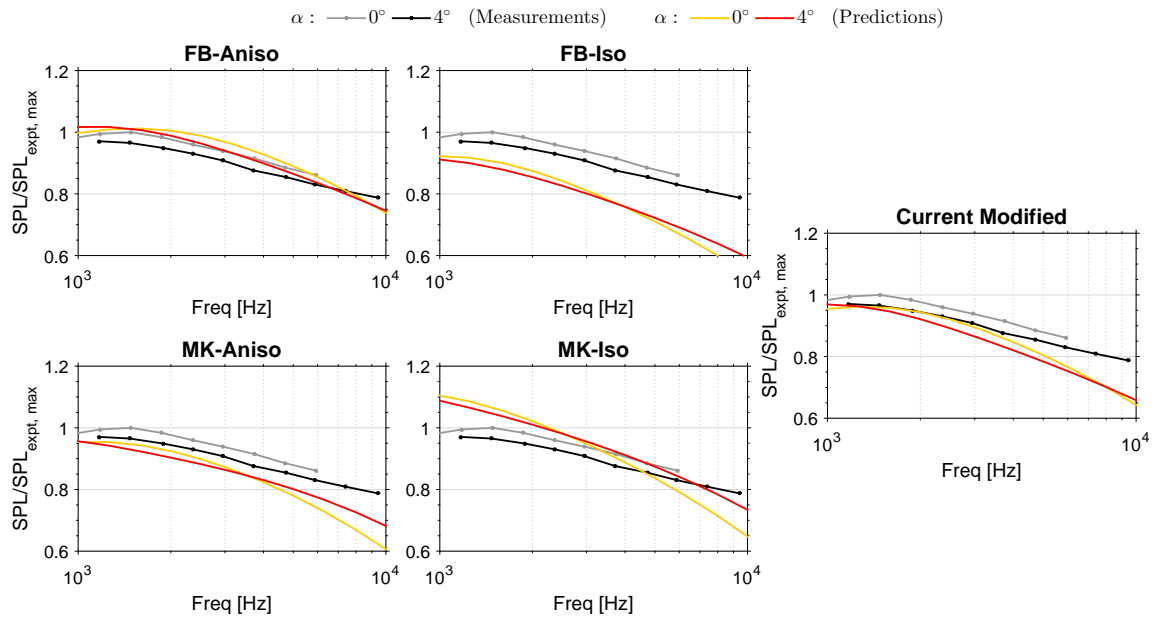 α : 0° 4° (Measurements) α : 0° 4° (Predictions)
FB-Aniso
1.2
1
0.8
0.6
SPL/SPL_expt, max
10^3 10^4
Freq [Hz]
FB-Iso
1.2
1
0.8
0.6
10^3 10^4
Freq [Hz]
Current Modified
1.2
1
0.8
0.6
SPL/SPL_expt, max
10^3 10^4
Freq [Hz]
MK-Aniso
1.2
1
0.8
0.6
SPL/SPL_expt, max
10^3 10^4
Freq [Hz]
MK-Iso
1.2
1
0.8
0.6
10^3 10^4
Freq [Hz]